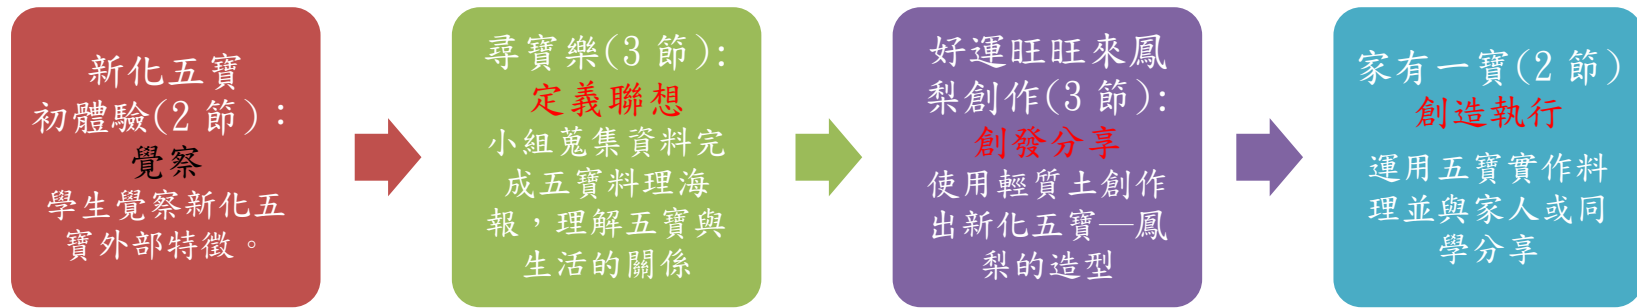 新化五寶
初體驗(2 節)：
覺察
學生覺察新化五
寶外部特徵。
尋寶樂(3 節):
定義聯想
小組蒐集資料完
成五寶料理海
報，理解五寶與
生活的關係
好運旺旺來鳳
梨創作(3 節):
創發分享
使用輕質土創作
出新化五寶—鳳
梨的造型
家有一寶(2 節)
創造執行
運用五寶實作料
理並與家人或同
學分享